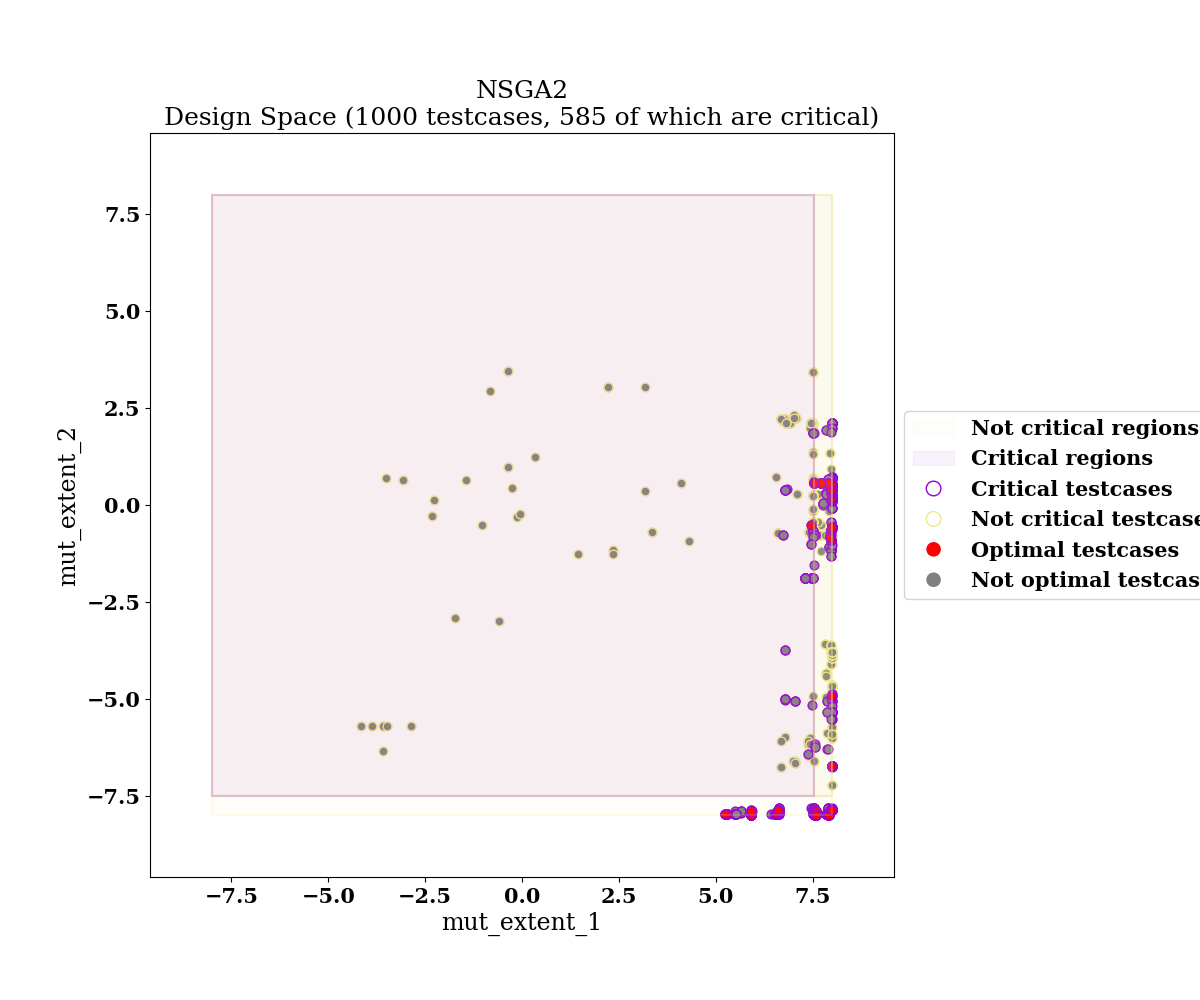 NSGA2
Design Space (1000 testcases, 585 of which are critical)
7.5
5.0
2.5
0.0
−2.5
−5.0
−7.5
mut_extent_2
−7.5
−5.0
−2.5
0.0
2.5
5.0
7.5
mut_extent_1
Not critical regions
Critical regions
Critical testcases
Not critical testcase
Optimal testcases
Not optimal testcas